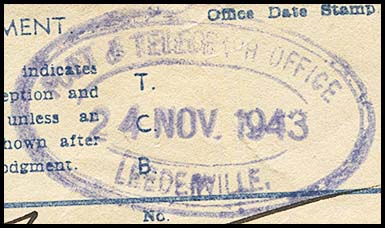 Office Date Stamp
MENT.
POST & TELEGRAPH OFFICE
indicates
T.
eption and
unless an
C.
24 NOV. 1943
hown after
odgment.
B.
LEEDERVILLE.
No.